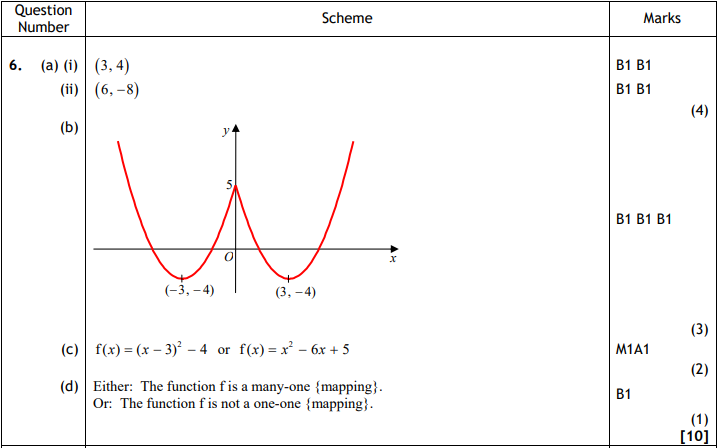 Question Number Scheme Marks
6. (a) (i) (3, 4) B1 B1
(ii) (6, −8) B1 B1
(4)
(b)
y
5
O
x
(−3, −4) (3, −4)
B1 B1 B1
(3)
(c) f(x) = (x − 3)² − 4 or f(x) = x² − 6x + 5 M1A1
(2)
(d) Either: The function f is a many-one {mapping}.
Or: The function f is not a one-one {mapping}.
B1
(1)
[10]